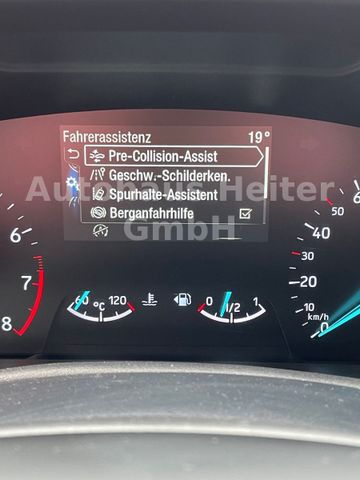 Fahrerassistenz 19°
Pre-Collision-Assist
Geschw.-Schilderken.
Spurhalte-Assistent
Berganfahrhilfe
Autohaus Heiter
GmbH
6
7
8
60 °C 120
0 1/2 1
50
40
30
20
10
0
km/h